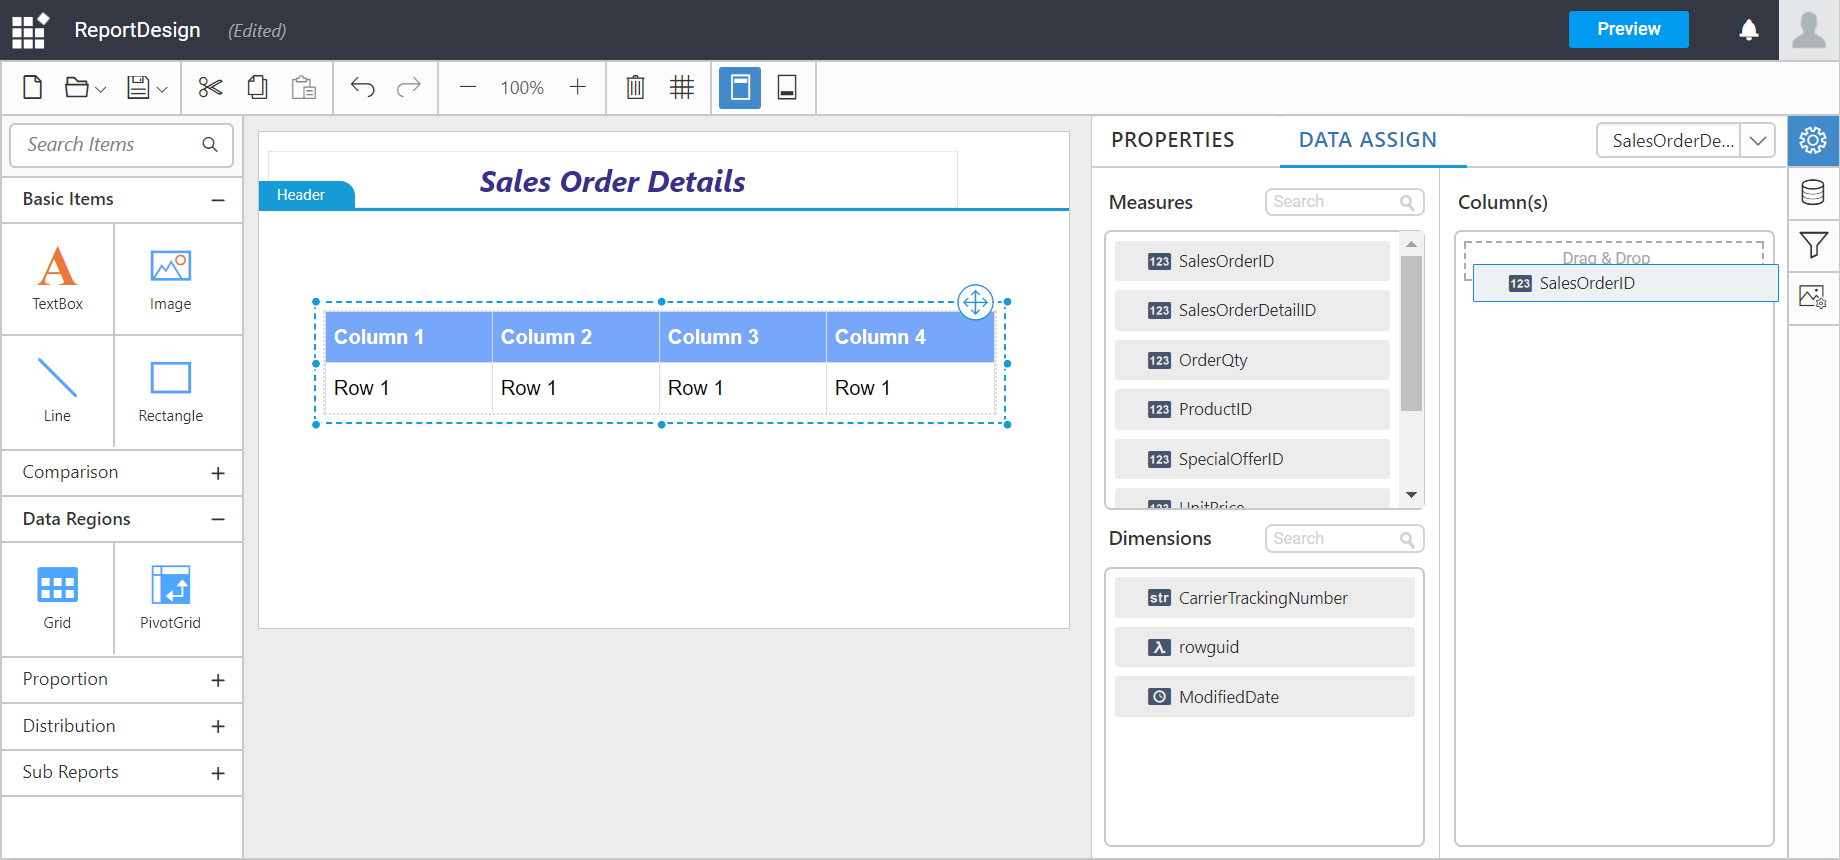 ReportDesign (Edited)
Preview
100%
Search Items
Basic Items
TextBox
Image
Line
Rectangle
Comparison
Data Regions
Grid
PivotGrid
Proportion
Distribution
Sub Reports
Sales Order Details
Header
Column 1 Column 2 Column 3 Column 4
Row 1 Row 1 Row 1 Row 1
PROPERTIES
DATA ASSIGN
SalesOrderDe...
Measures
Search
123 SalesOrderID
123 SalesOrderDetailID
123 OrderQty
123 ProductID
123 SpecialOfferID
123 UnitPrice
Dimensions
Search
str CarrierTrackingNumber
λ rowguid
ModifiedDate
Column(s)
Drag & Drop
123 SalesOrderID